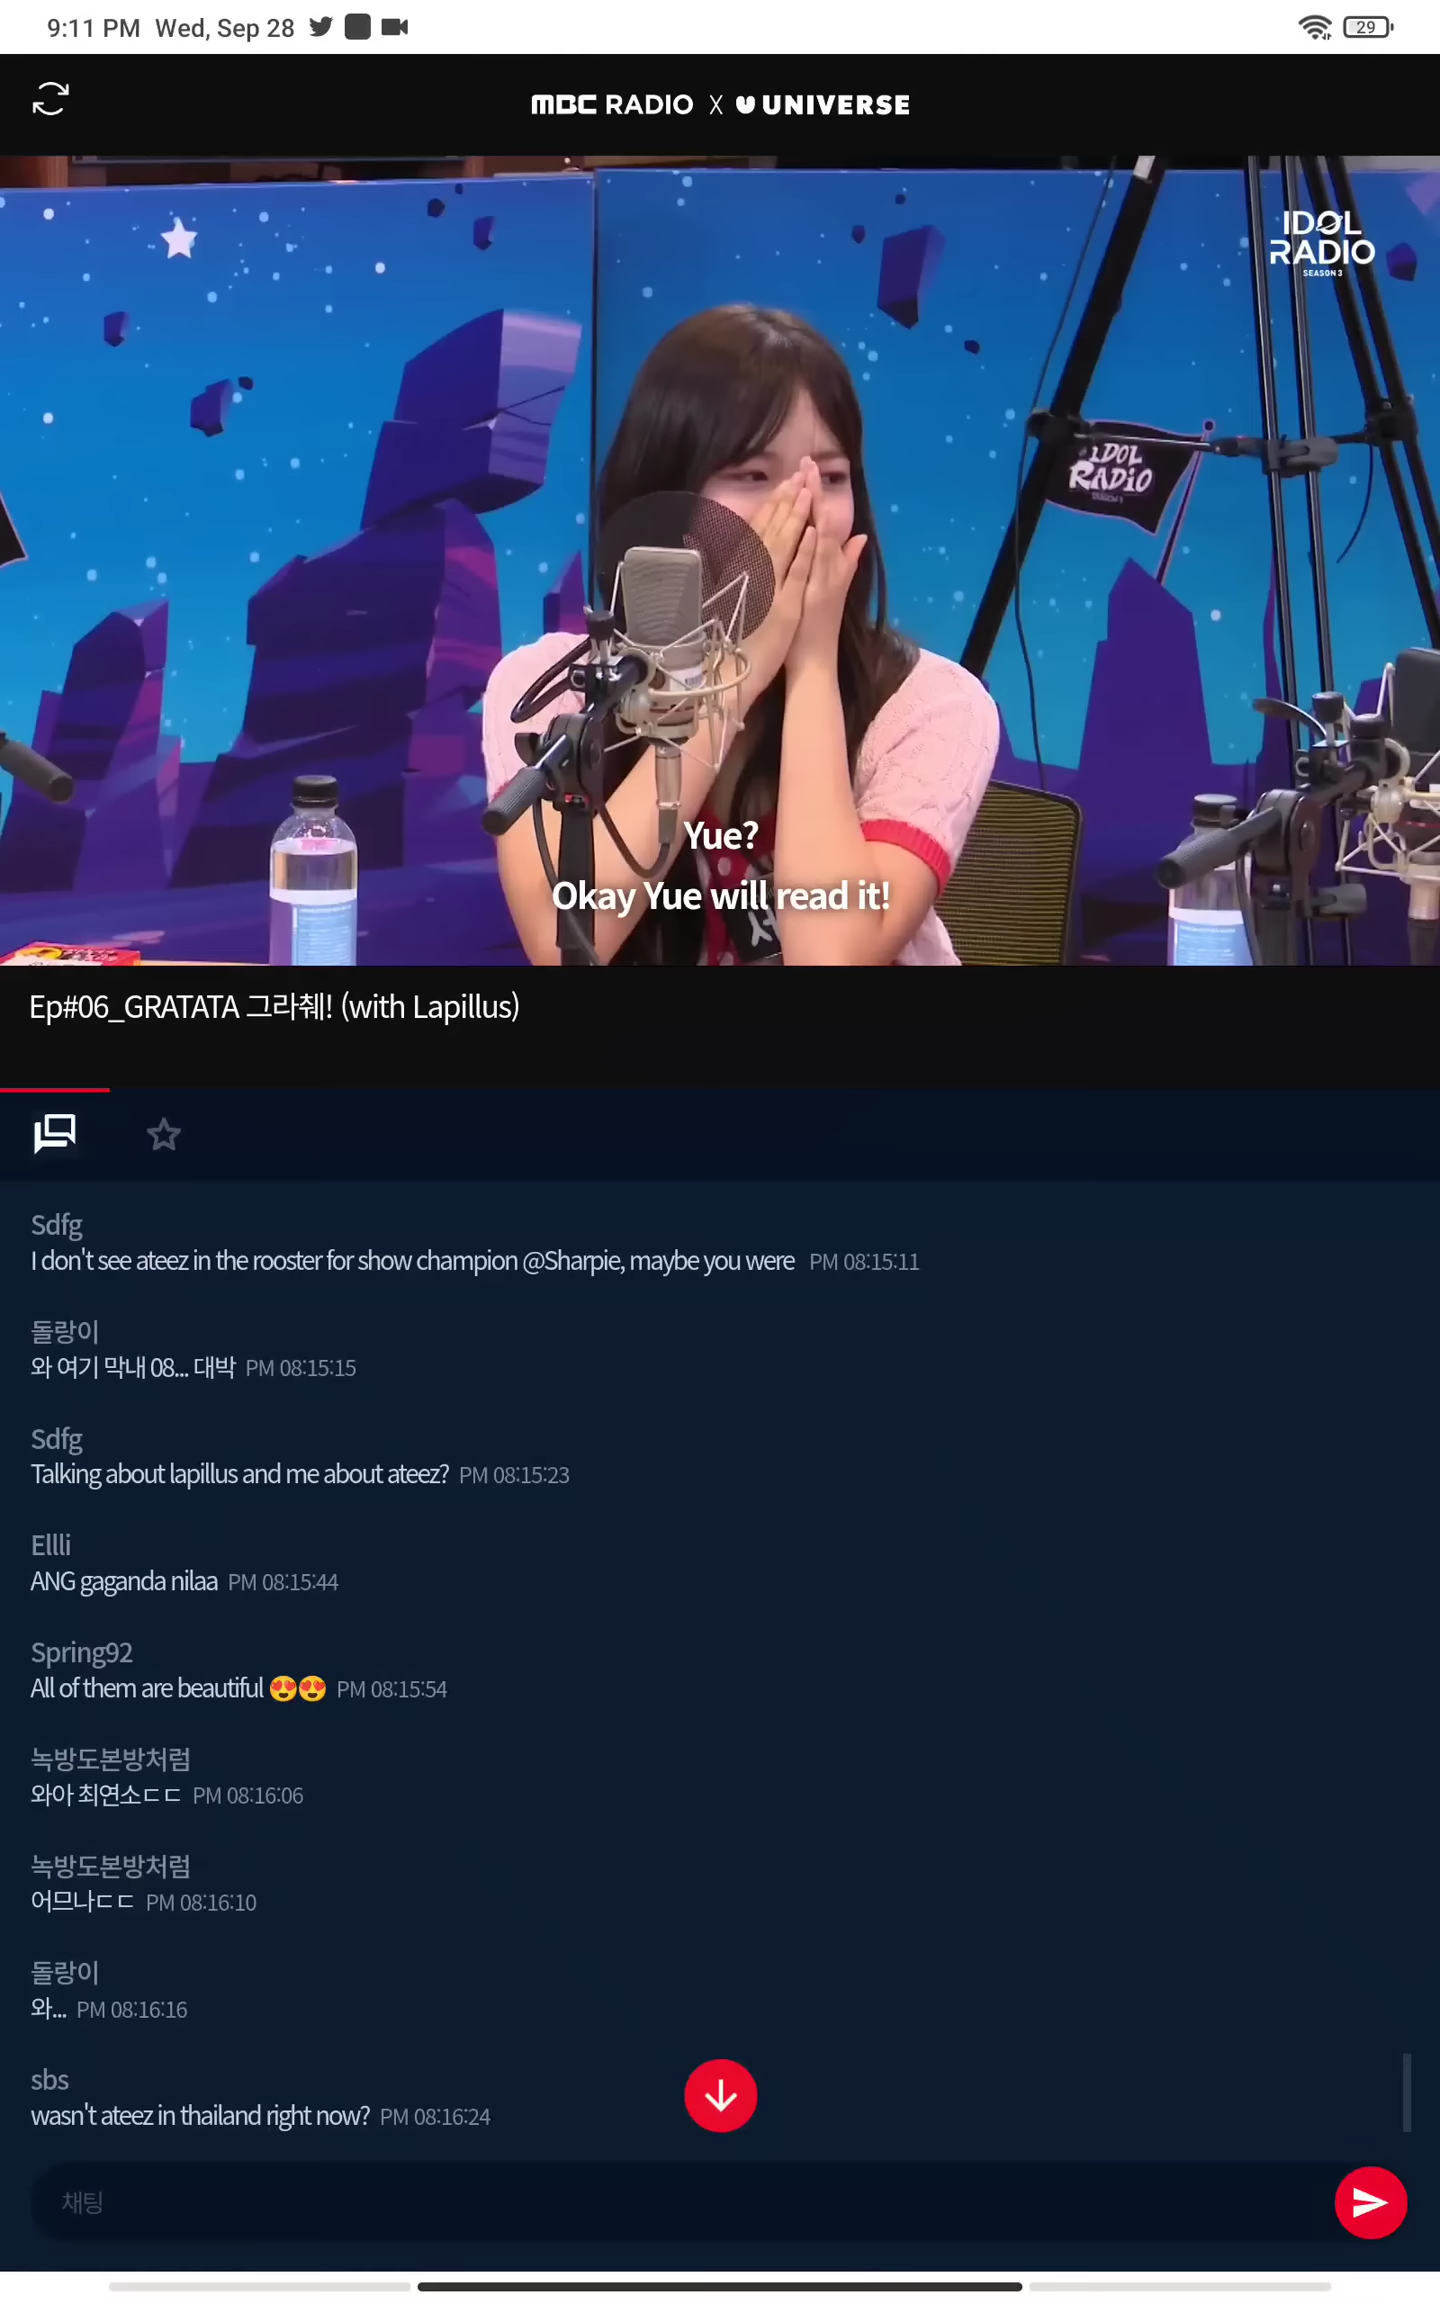 9:11 PM Wed, Sep 28
29
MBC RADIO X UNIVERSE
IDOL
RADIO
SEASON 3
IDOL
RADiO
Yue?
Okay Yue will read it!
Ep#06_GRATATA 그라췌! (with Lapillus)
Sdfg
I don't see ateez in the rooster for show champion @Sharpie, maybe you were PM 08:15:11
돌랑이
와 여기 막내 08... 대박 PM 08:15:15
Sdfg
Talking about lapillus and me about ateez? PM 08:15:23
Ellli
ANG gaganda nilaa PM 08:15:44
Spring92
All of them are beautiful 😍😍 PM 08:15:54
녹방도본방처럼
와아 최연소ㄷㄷ PM 08:16:06
녹방도본방처럼
어므나ㄷㄷ PM 08:16:10
돌랑이
와... PM 08:16:16
sbs
wasn't ateez in thailand right now? PM 08:16:24
채팅